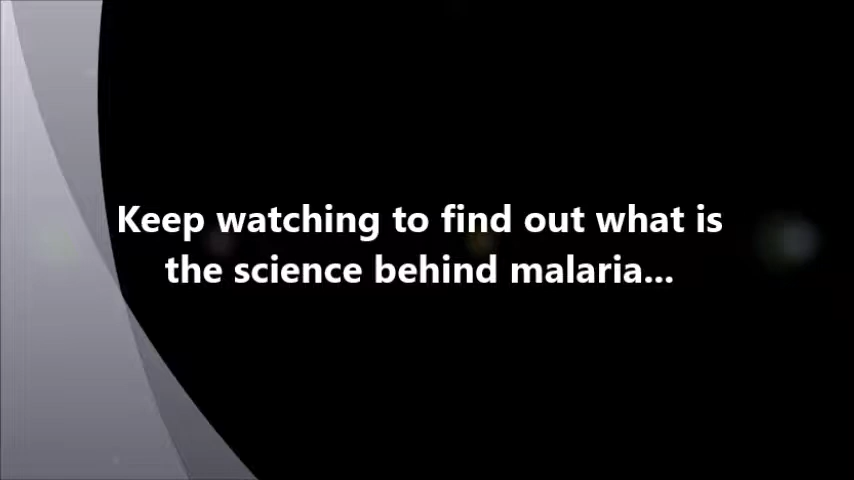 Keep watching to find out what is
the science behind malaria...